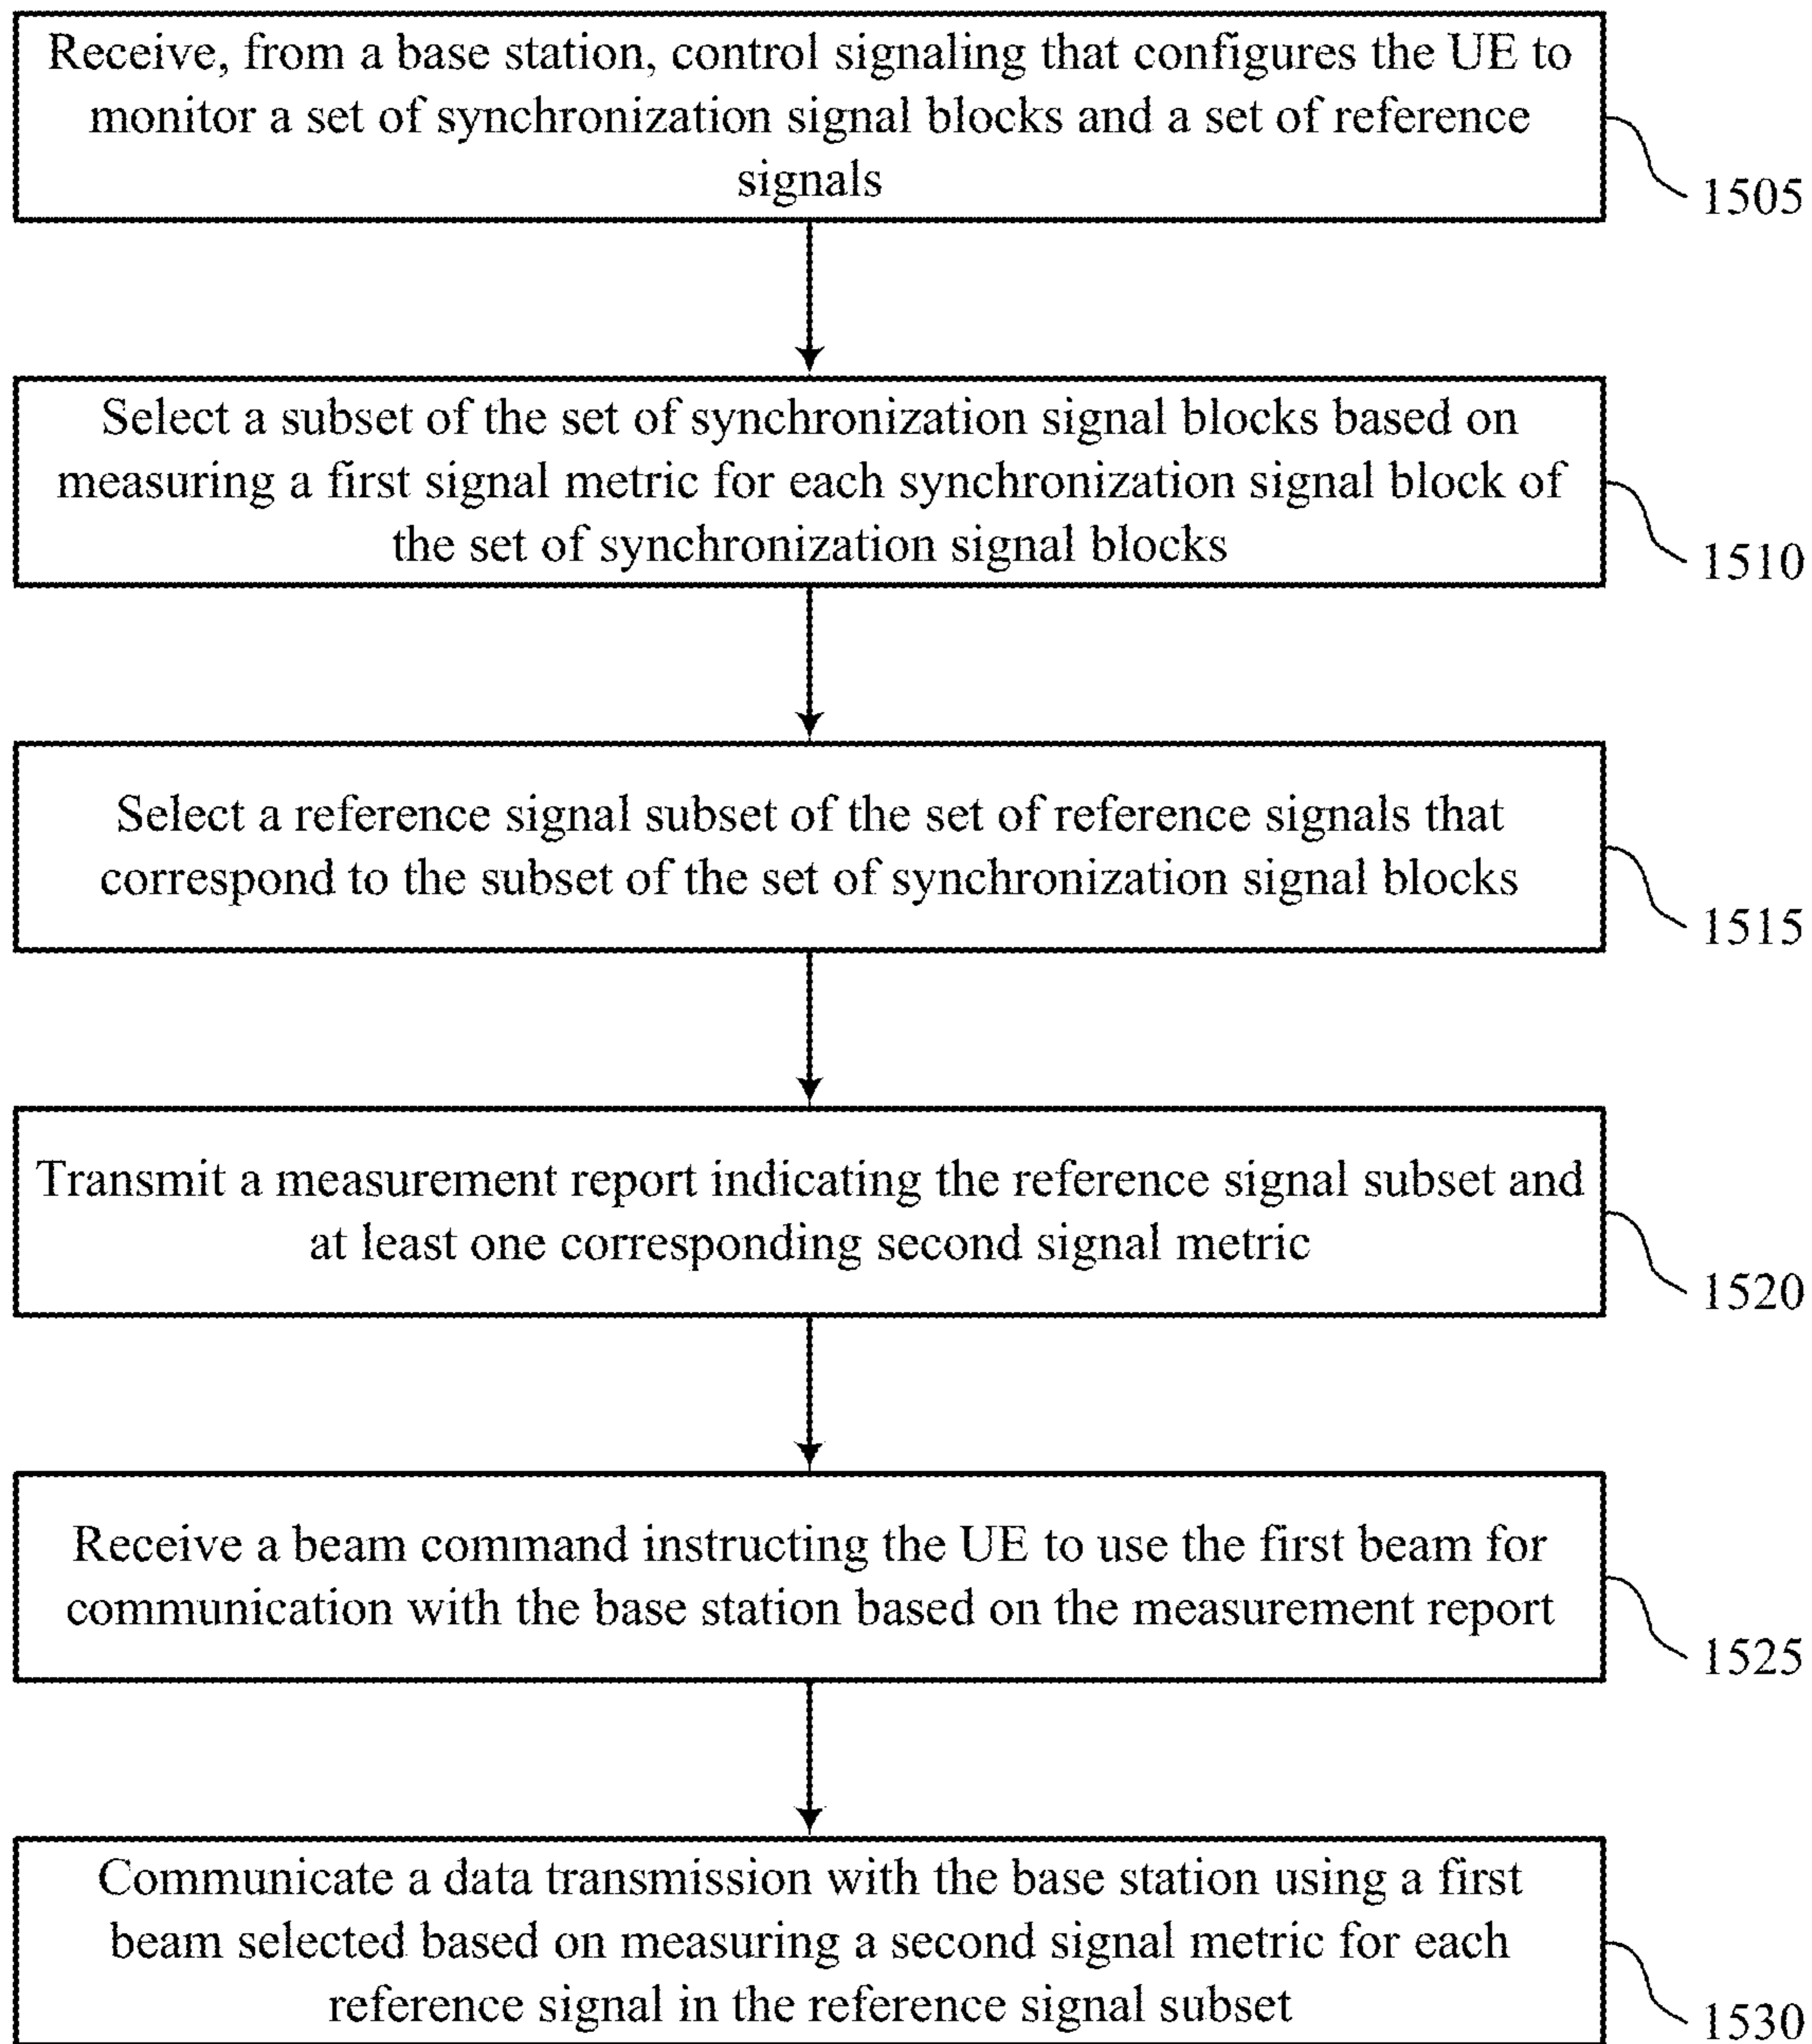 Receive, from a base station, control signaling that configures the UE to
monitor a set of synchronization signal blocks and a set of reference
signals
1505
Select a subset of the set of synchronization signal blocks based on
measuring a first signal metric for each synchronization signal block of
the set of synchronization signal blocks
1510
Select a reference signal subset of the set of reference signals that
correspond to the subset of the set of synchronization signal blocks
1515
Transmit a measurement report indicating the reference signal subset and
at least one corresponding second signal metric
1520
Receive a beam command instructing the UE to use the first beam for
communication with the base station based on the measurement report
1525
Communicate a data transmission with the base station using a first
beam selected based on measuring a second signal metric for each
reference signal in the reference signal subset
1530